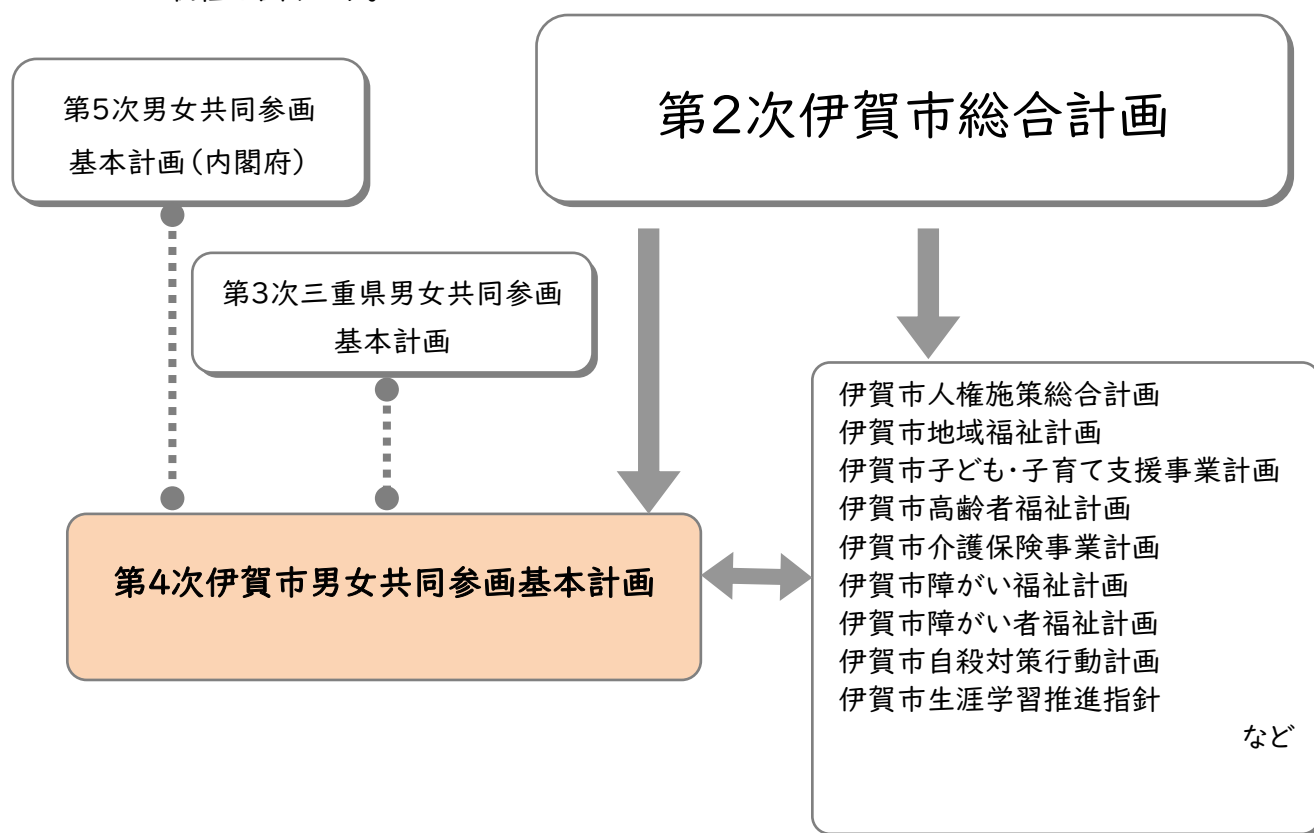 第5次男女共同参画
基本計画(内閣府)
第2次伊賀市総合計画
第3次三重県男女共同参画
基本計画
伊賀市人権施策総合計画
伊賀市地域福祉計画
伊賀市子ども・子育て支援事業計画
伊賀市高齢者福祉計画
伊賀市介護保険事業計画
伊賀市障がい福祉計画
伊賀市障がい者福祉計画
伊賀市自殺対策行動計画
伊賀市生涯学習推進指針
など
第4次伊賀市男女共同参画基本計画